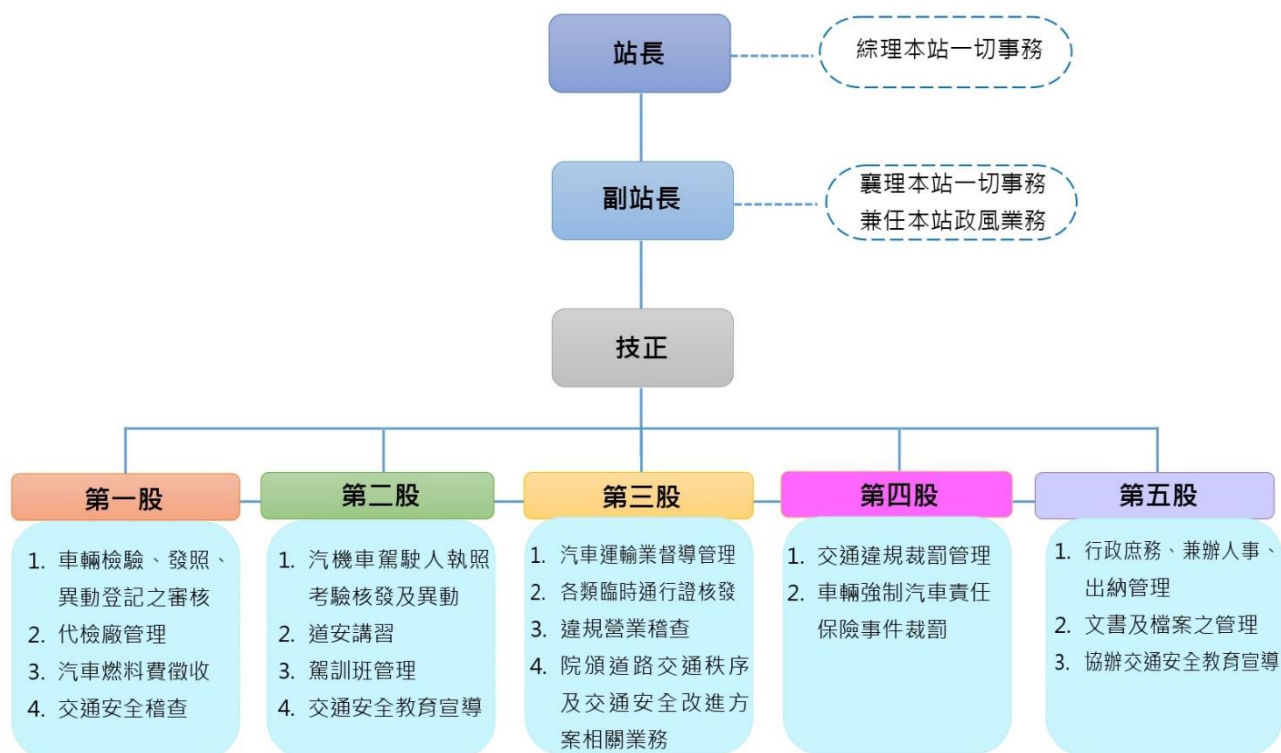 站長
綜理本站一切事務
副站長
襄理本站一切事務
兼任本站政風業務
技正
第一股
1. 車輛檢驗、發照、
異動登記之審核
2. 代檢廠管理
3. 汽車燃料費徵收
4. 交通安全稽查
第二股
1. 汽機車駕駛人執照
考驗核發及異動
2. 道安講習
3. 駕訓班管理
4. 交通安全教育宣導
第三股
1. 汽車運輸業督導管理
2. 各類臨時通行證核發
3. 違規營業稽查
4. 院頒道路交通秩序
及交通安全改進方
案相關業務
第四股
1. 交通違規裁罰管理
2. 車輛強制汽車責任
保險事件裁罰
第五股
1. 行政庶務、兼辦人事、
出納管理
2. 文書及檔案之管理
3. 協辦交通安全教育宣導